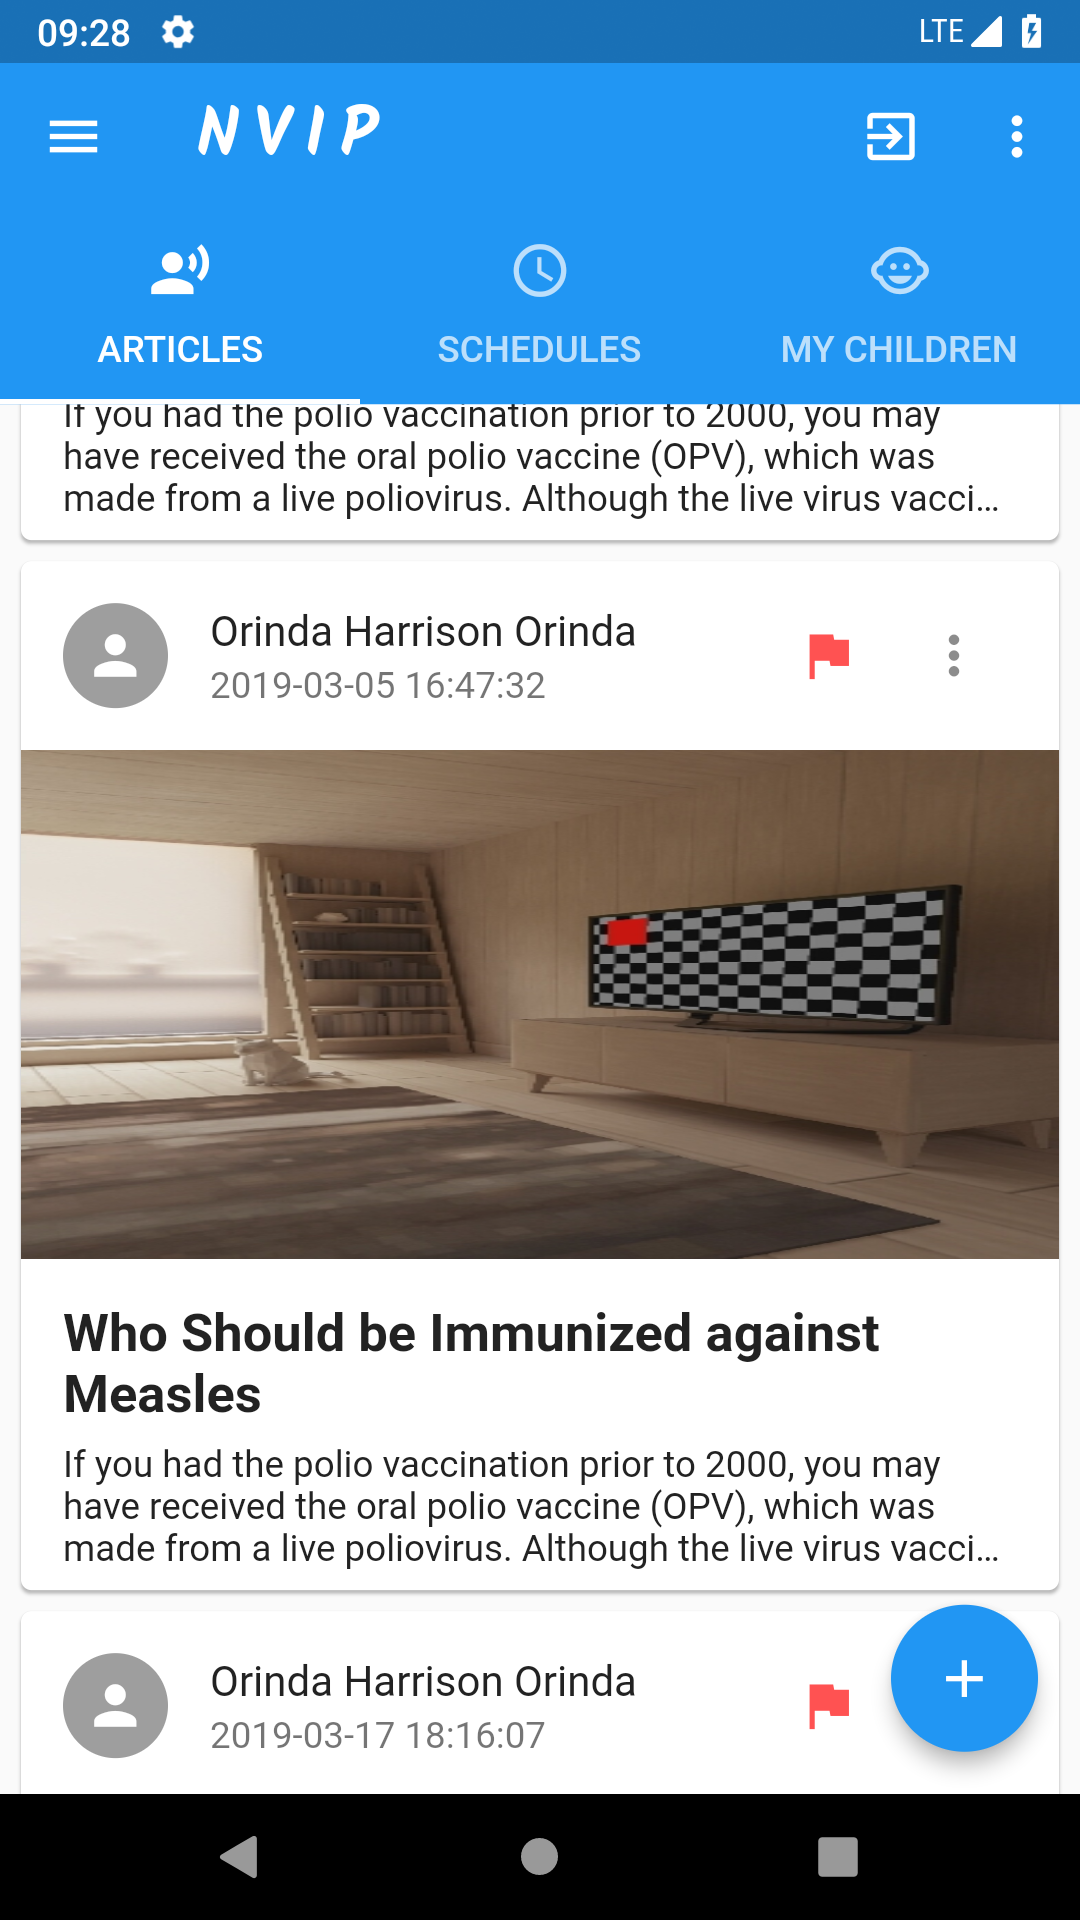 09:28
LTE
NVIP
ARTICLES
SCHEDULES
MY CHILDREN
If you had the polio vaccination prior to 2000, you may
have received the oral polio vaccine (OPV), which was
made from a live poliovirus. Although the live virus vacci...
Orinda Harrison Orinda
2019-03-05 16:47:32
Who Should be Immunized against
Measles
If you had the polio vaccination prior to 2000, you may
have received the oral polio vaccine (OPV), which was
made from a live poliovirus. Although the live virus vacci...
Orinda Harrison Orinda
2019-03-17 18:16:07